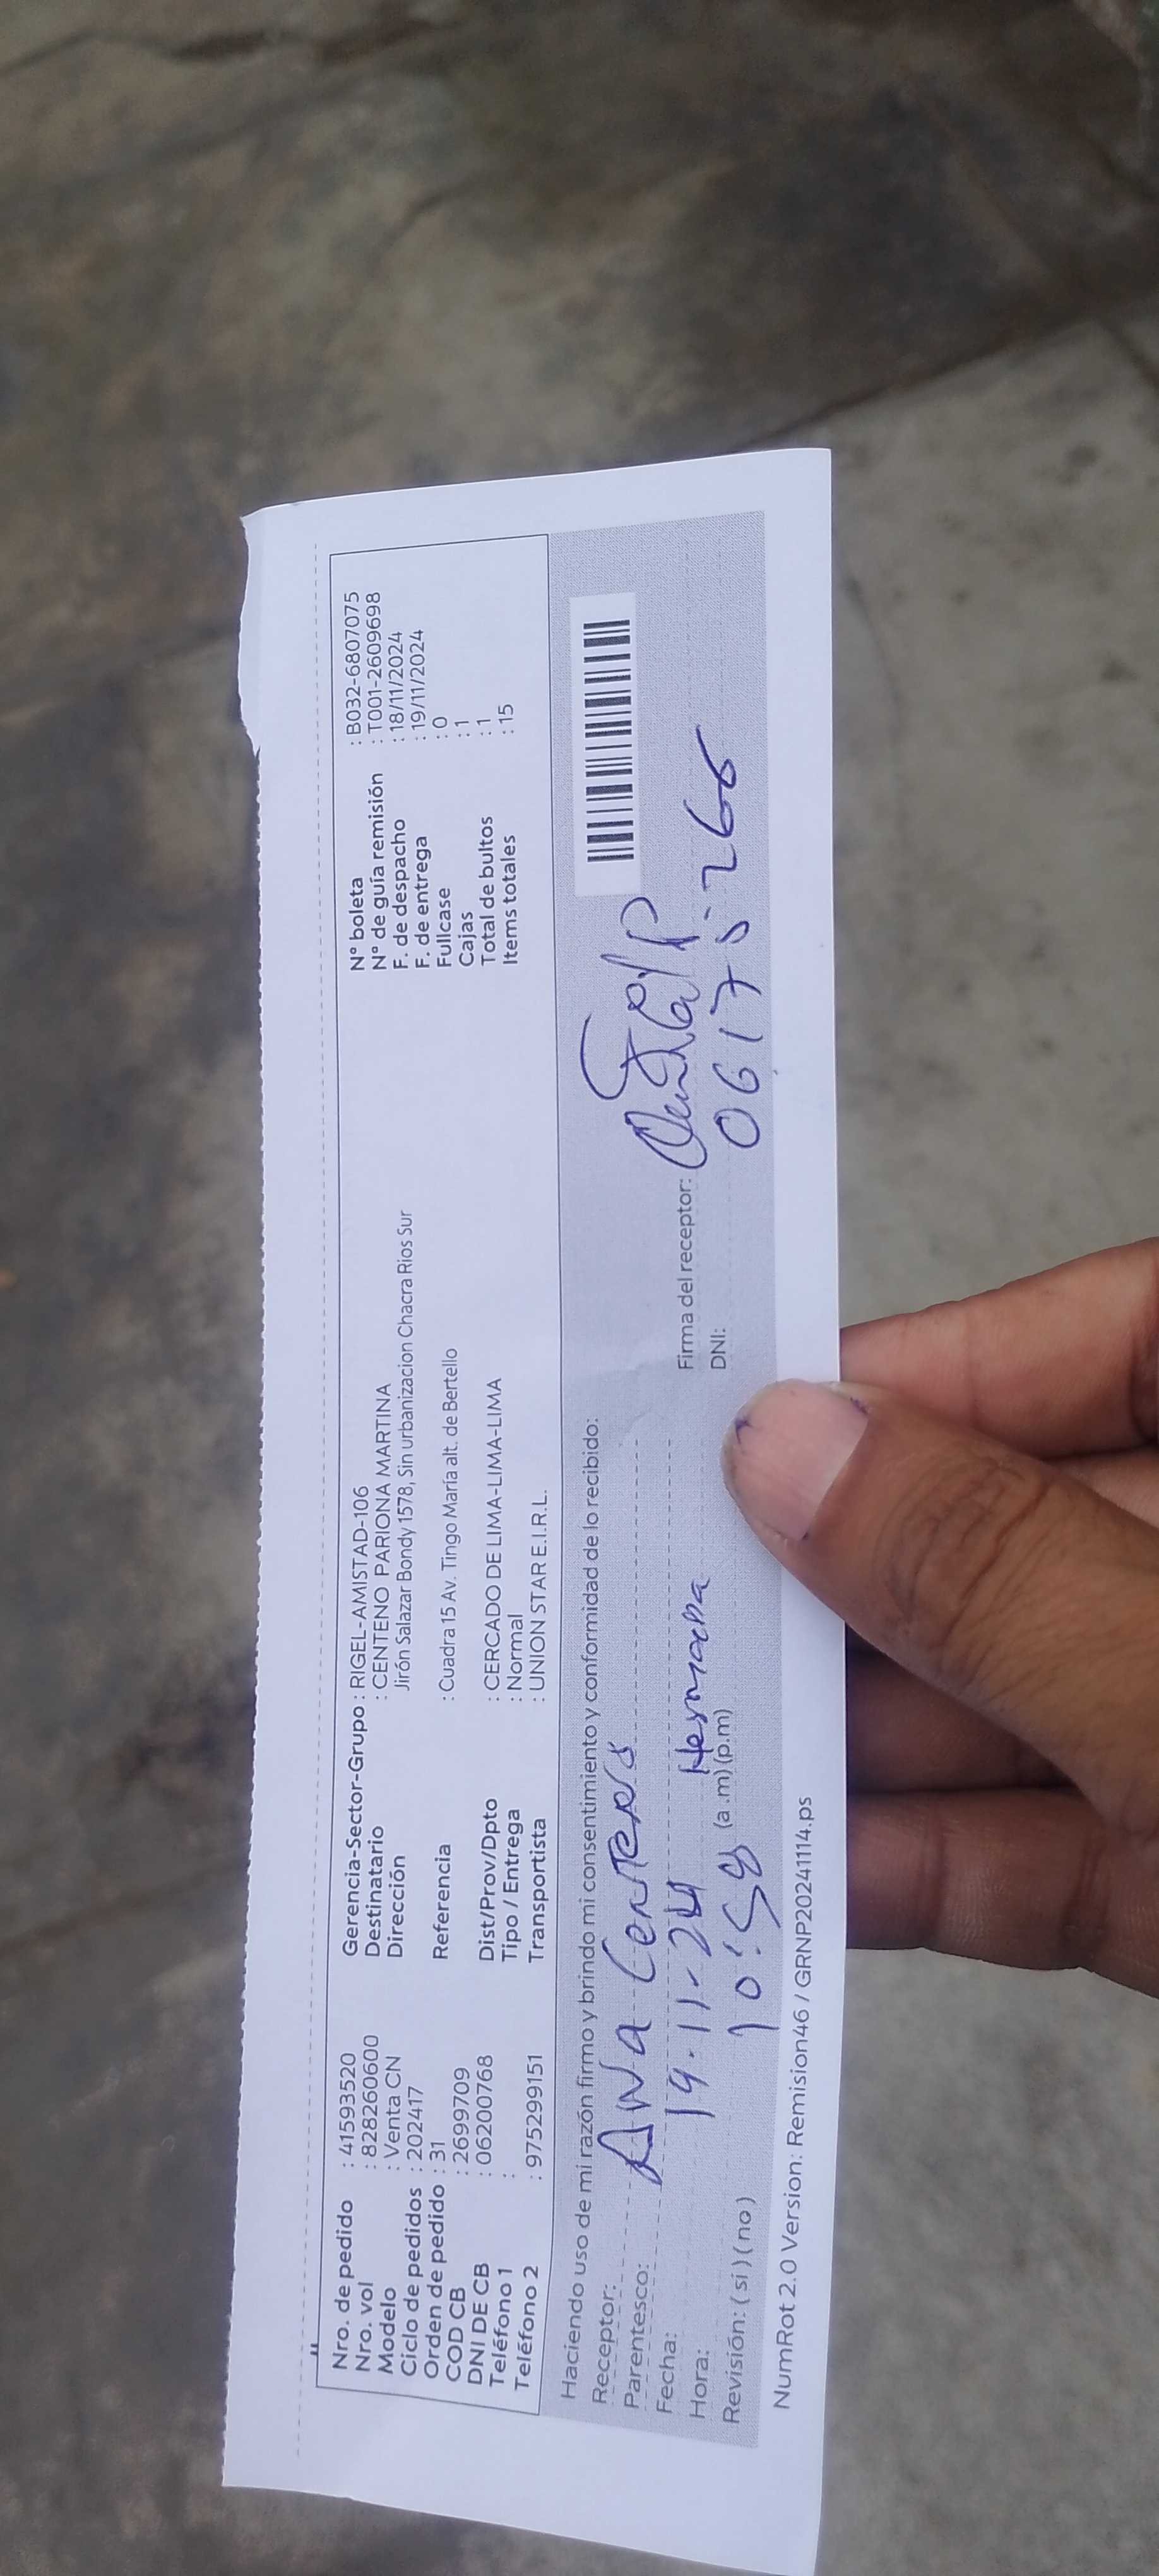 Nro. de pedido : 41593520
Nro. vol : 828260600
Modelo : Venta CN
Ciclo de pedidos : 202417
Orden de pedido : 31
COD CB : 2699709
DNI DE CB : 06200768
Teléfono 1 :
Teléfono 2 : 975299151
Gerencia-Sector-Grupo : RIGEL-AMISTAD-106
Destinatario : CENTENO PARIONA MARTINA
Dirección Jirón Salazar Bondy 1578, Sin urbanizacion Chacra Rios Sur
Referencia : Cuadra 15 Av. Tingo María alt. de Bertello
Dist/Prov/Dpto : CERCADO DE LIMA-LIMA-LIMA
Tipo / Entrega : Normal
Transportista : UNION STAR E.I.R.L.
N° boleta : B032-6807075
N° de guía remisión : T001-2609698
F. de despacho : 18/11/2024
F. de entrega : 19/11/2024
Fullcase : 0
Cajas : 1
Total de bultos : 1
Items totales : 15
Haciendo uso de mi razón firmo y brindo mi consentimiento y conformidad de lo recibido:
Receptor: Ana Centeno
Parentesco: Hermana
Fecha: 19-11-24
Hora: 10:58 (a.m) (p.m)
Revisión: ( si ) ( no )
Firma del receptor:
DNI: 06175266
NumRot 2.0 Version: Remision46 / GRNP20241114.ps